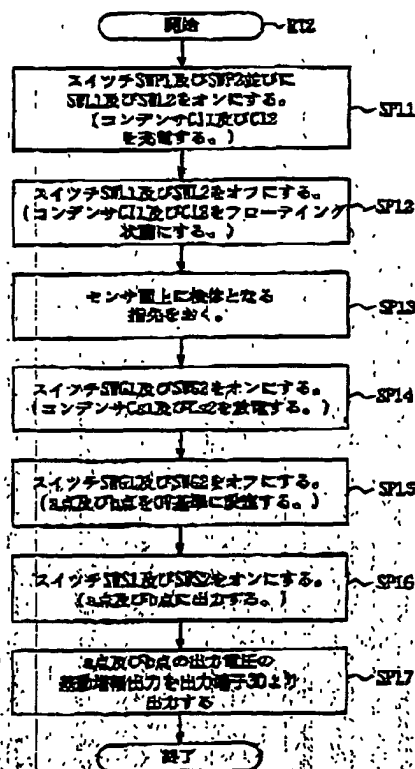 開始
RT2
スイッチSWP1及びSWP2並びに
SWL1及びSWL2をオンにする。
(コンデンサC11及びC12
を充電する。)
SP11
スイッチSWL1及びSWL2をオフにする。
(コンデンサC11及びC12をフローティング
状態にする。)
SP12
センサ面上に検体となる
指先をおく。
SP13
スイッチSWG1及びSWG2をオンにする。
(コンデンサCs1及びCs2を放電する。)
SP14
スイッチSWG1及びSWG2をオフにする。
(a点及びb点を0V基準に設定する。)
SP15
スイッチSWS1及びSWS2をオンにする。
(a点及びb点に出力する。)
SP16
a点及びb点の出力電圧の
差動増幅出力を出力端子30より
出力する
SP17
終了